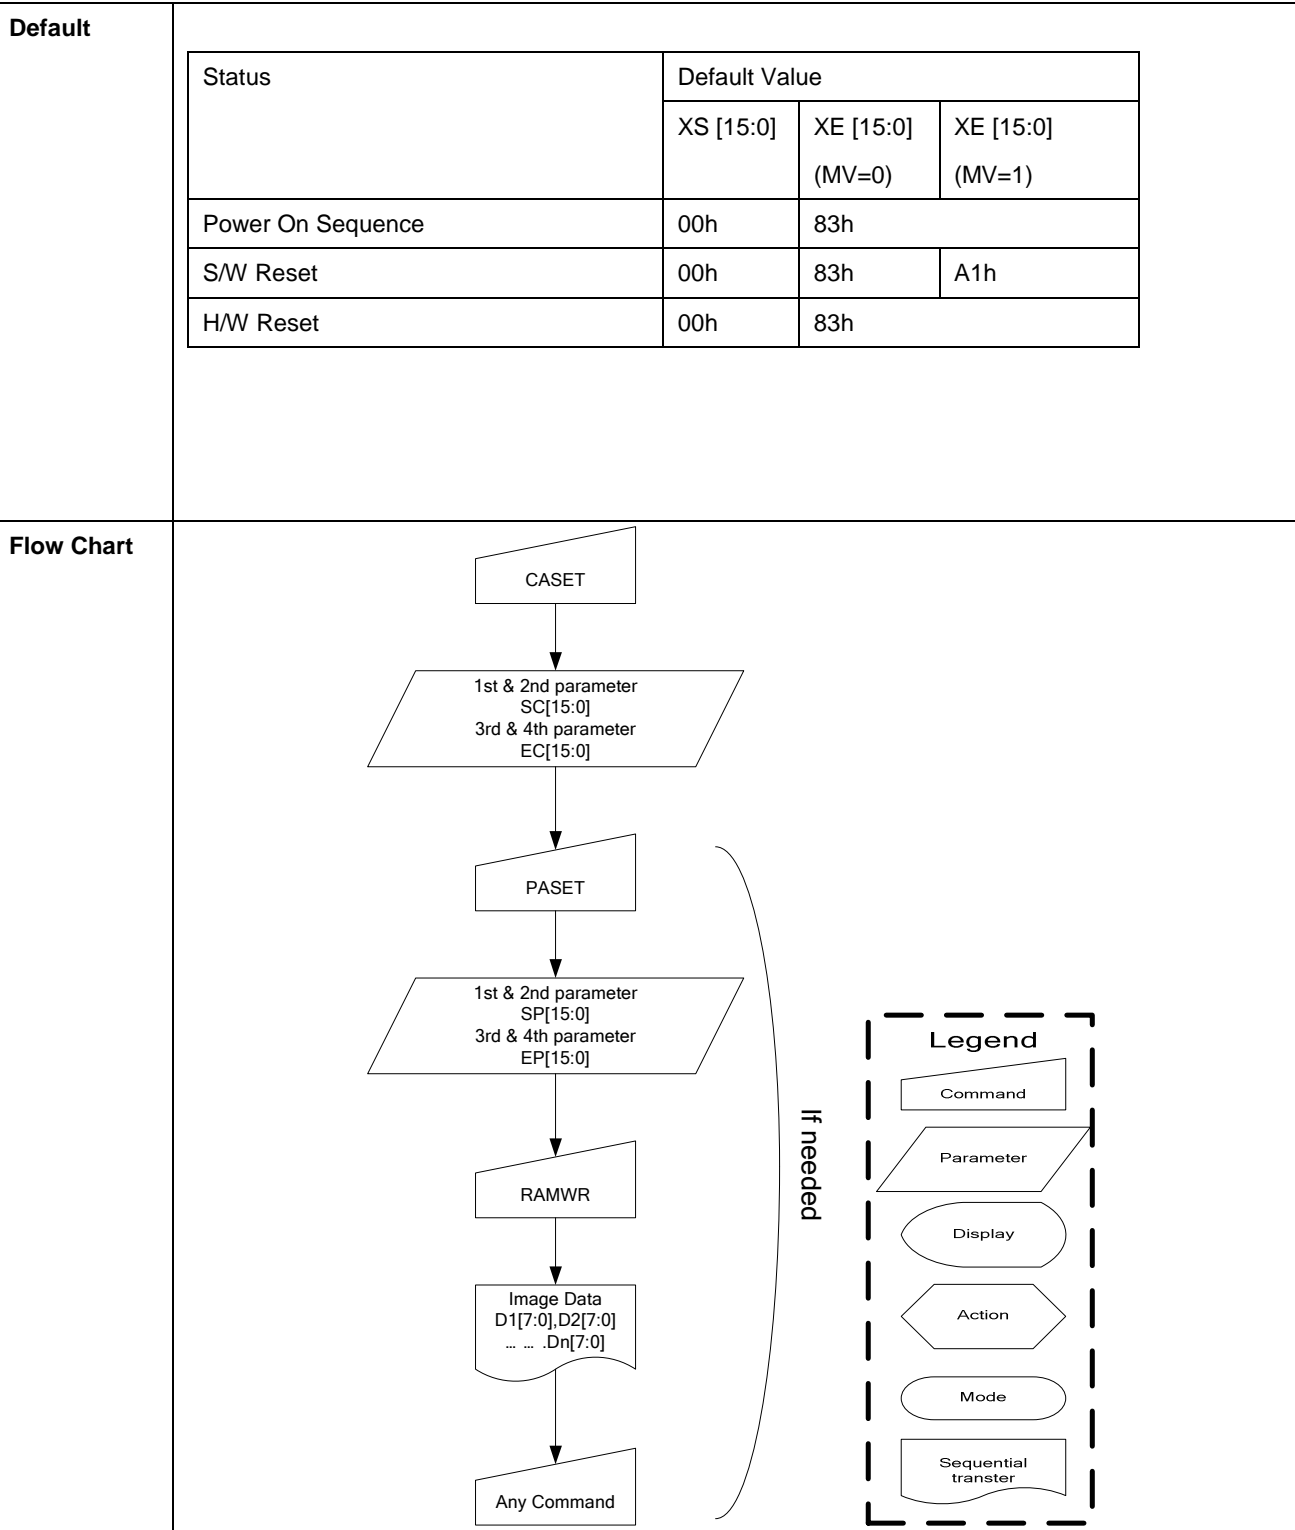 Default
Status
Default Value
XS [15:0]
XE [15:0]
(MV=0)
XE [15:0]
(MV=1)
Power On Sequence
00h
83h
S/W Reset
00h
83h
A1h
H/W Reset
00h
83h
Flow Chart
CASET
1st & 2nd parameter
SC[15:0]
3rd & 4th parameter
EC[15:0]
PASET
1st & 2nd parameter
SP[15:0]
3rd & 4th parameter
EP[15:0]
RAMWR
Image Data
D1[7:0],D2[7:0]
... ... .Dn[7:0]
Any Command
If needed
Legend
Command
Parameter
Display
Action
Mode
Sequential
transter